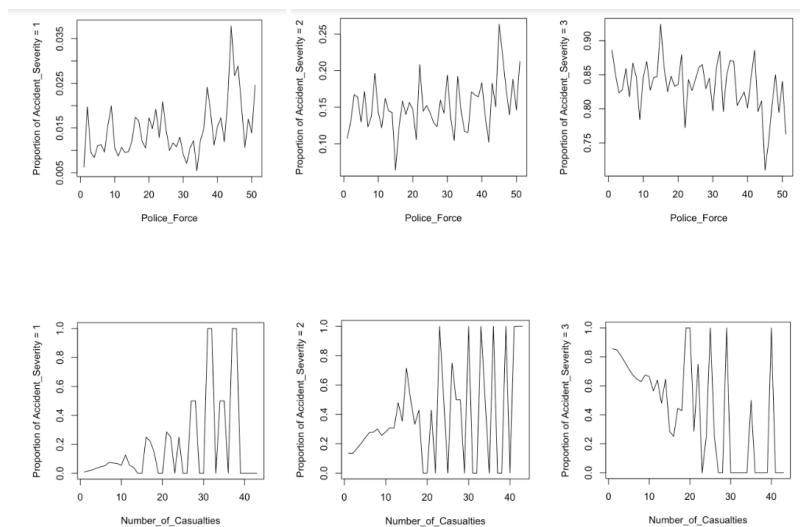 Proportion of Accident_Severity = 1
0.035
0.025
0.015
0.005
0 10 20 30 40 50
Police_Force
Proportion of Accident_Severity = 2
0.25
0.20
0.15
0.10
0 10 20 30 40 50
Police_Force
Proportion of Accident_Severity = 3
0.90
0.85
0.80
0.75
0 10 20 30 40 50
Police_Force
Proportion of Accident_Severity = 1
1.0
0.8
0.6
0.4
0.2
0.0
0 10 20 30 40
Number_of_Casualties
Proportion of Accident_Severity = 2
1.0
0.8
0.6
0.4
0.2
0.0
0 10 20 30 40
Number_of_Casualties
Proportion of Accident_Severity = 3
1.0
0.8
0.6
0.4
0.2
0.0
0 10 20 30 40
Number_of_Casualties